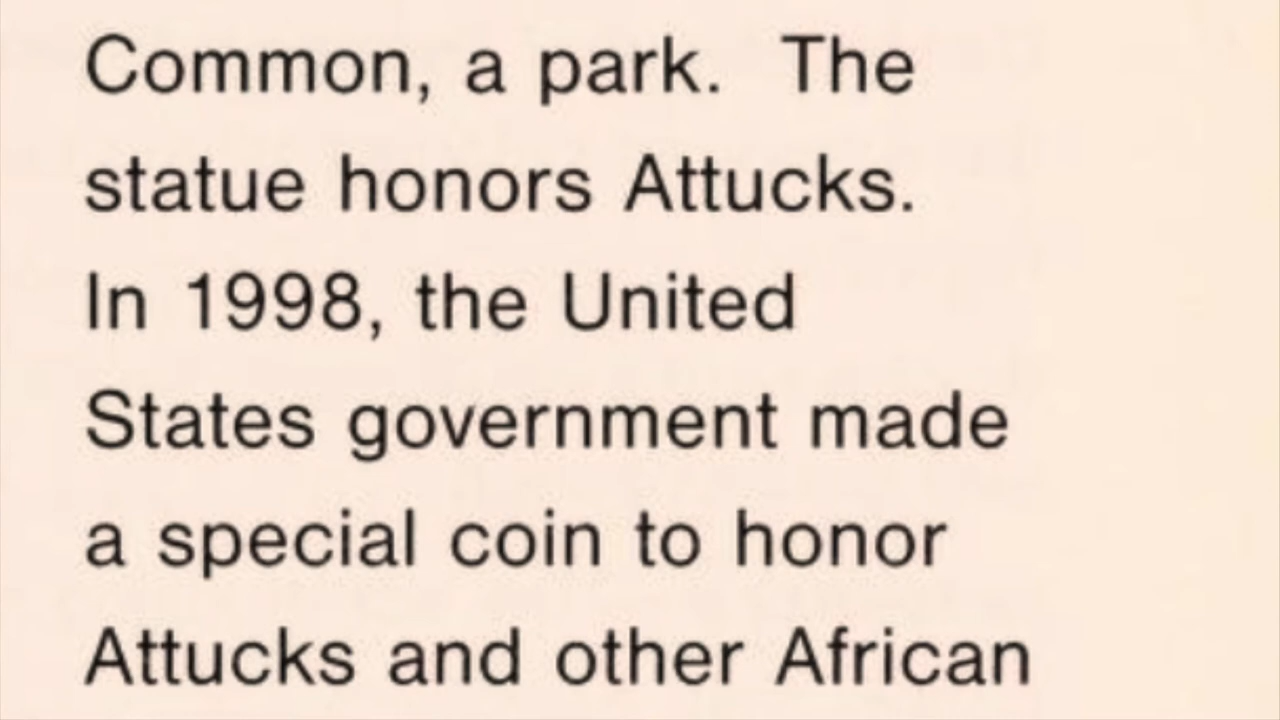 Common, a park.  The
statue honors Attucks.
In 1998, the United
States government made
a special coin to honor
Attucks and other African